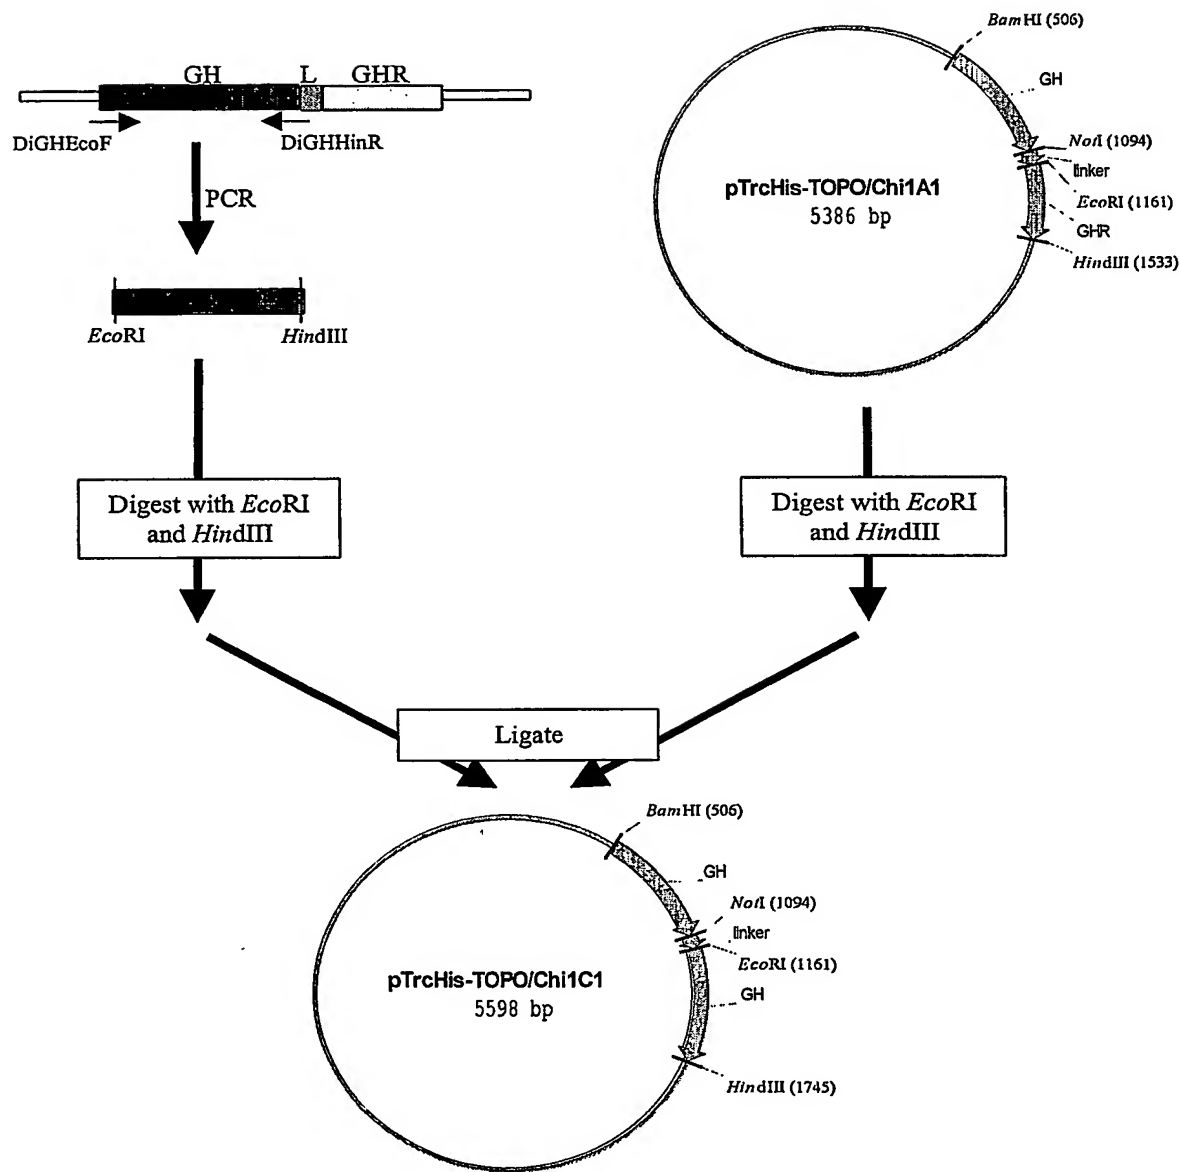 GH L GHR
DiGHEcoF
DiGHHinR
PCR
EcoRI
HindIII
Digest with EcoRI
and HindIII
BamHI (506)
GH
NotI (1094)
linker
EcoRI (1161)
GHR
HindIII (1533)
pTrcHis-TOPO/Chi1A1
5386 bp
Digest with EcoRI
and HindIII
Ligate
BamHI (506)
GH
NotI (1094)
linker
EcoRI (1161)
GH
HindIII (1745)
pTrcHis-TOPO/Chi1C1
5598 bp